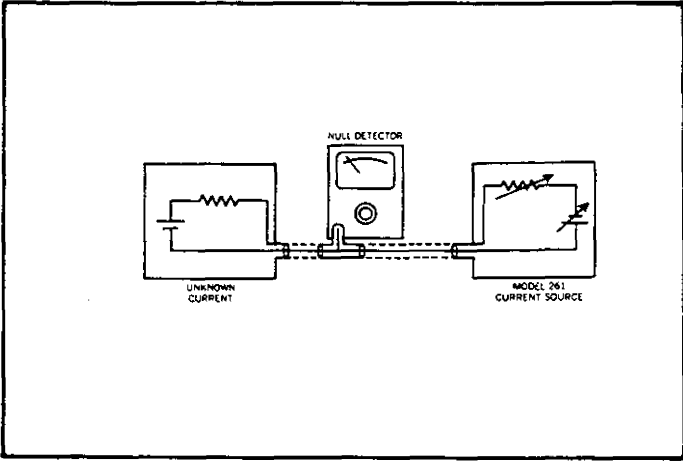 NULL DETECTOR
UNKNOWN
CURRENT
MODEL 261
CURRENT SOURCE